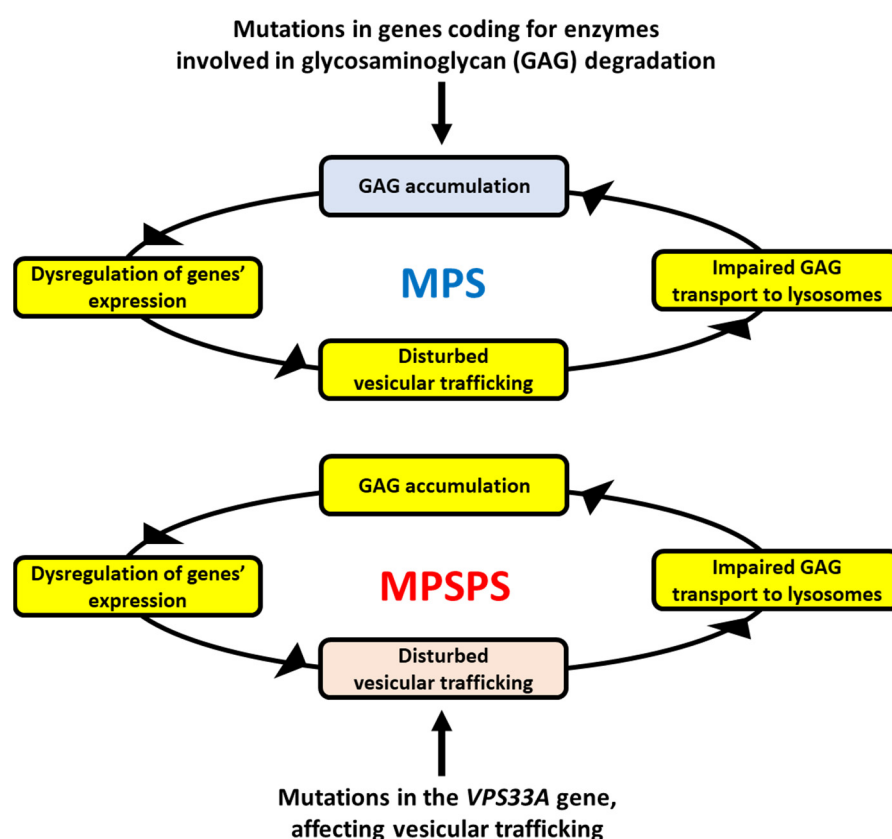 Mutations in genes coding for enzymes
involved in glycosaminoglycan (GAG) degradation
GAG accumulation
Dysregulation of genes’
expression
MPS
Impaired GAG
transport to lysosomes
Disturbed
vesicular trafficking
GAG accumulation
Dysregulation of genes’
expression
MPSPS
Impaired GAG
transport to lysosomes
Disturbed
vesicular trafficking
Mutations in the VPS33A gene,
affecting vesicular trafficking